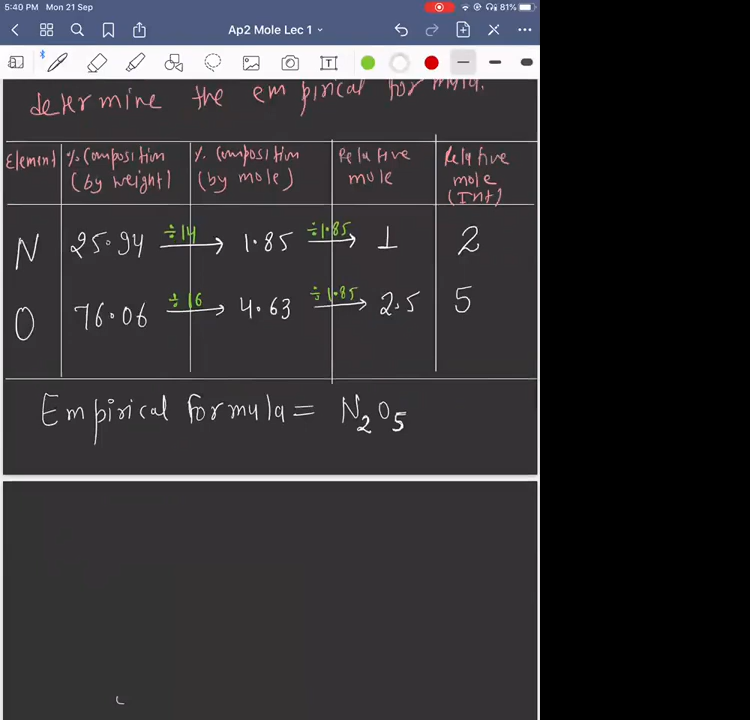 5:40 PM Mon 21 Sep 81%
Ap2 Mole Lec 1
determine the empirical formula.
Element % Composition (by weight) % Composition (by mole) Relative mole Relative mole (Int)
N 25.94 ÷14 1.85 ÷1.85 1 2
O 76.06 ÷16 4.63 ÷1.85 2.5 5
Empirical formula = N2O5